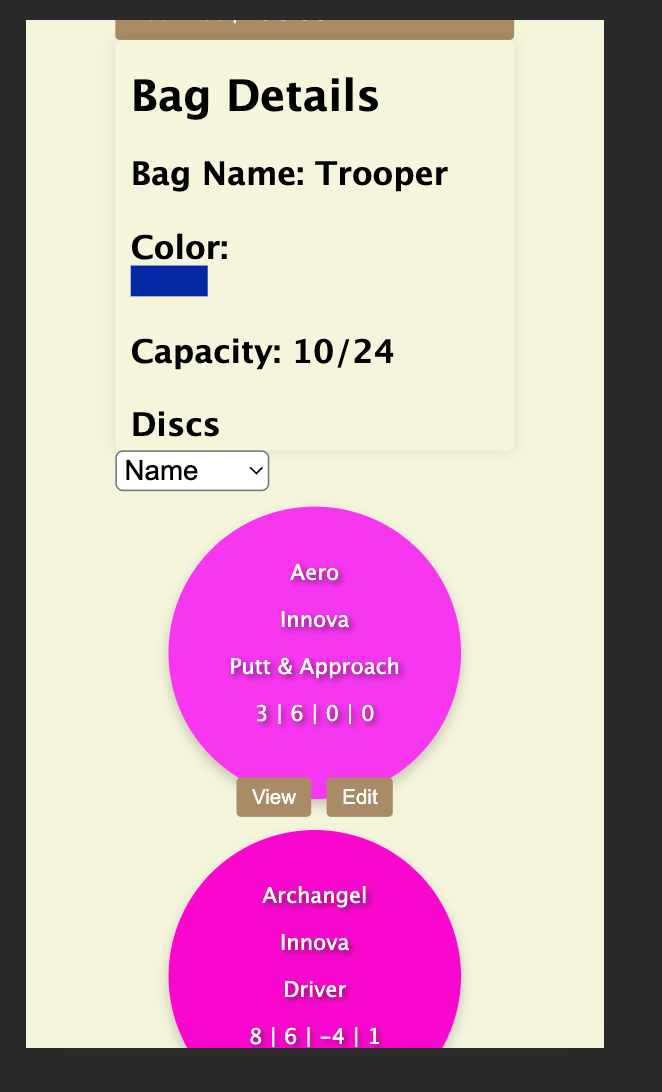 Bag Details
Bag Name: Trooper
Color:
Capacity: 10/24
Discs
Name
Aero
Innova
Putt & Approach
3 | 6 | 0 | 0
View Edit
Archangel
Innova
Driver
8 | 6 | -4 | 1